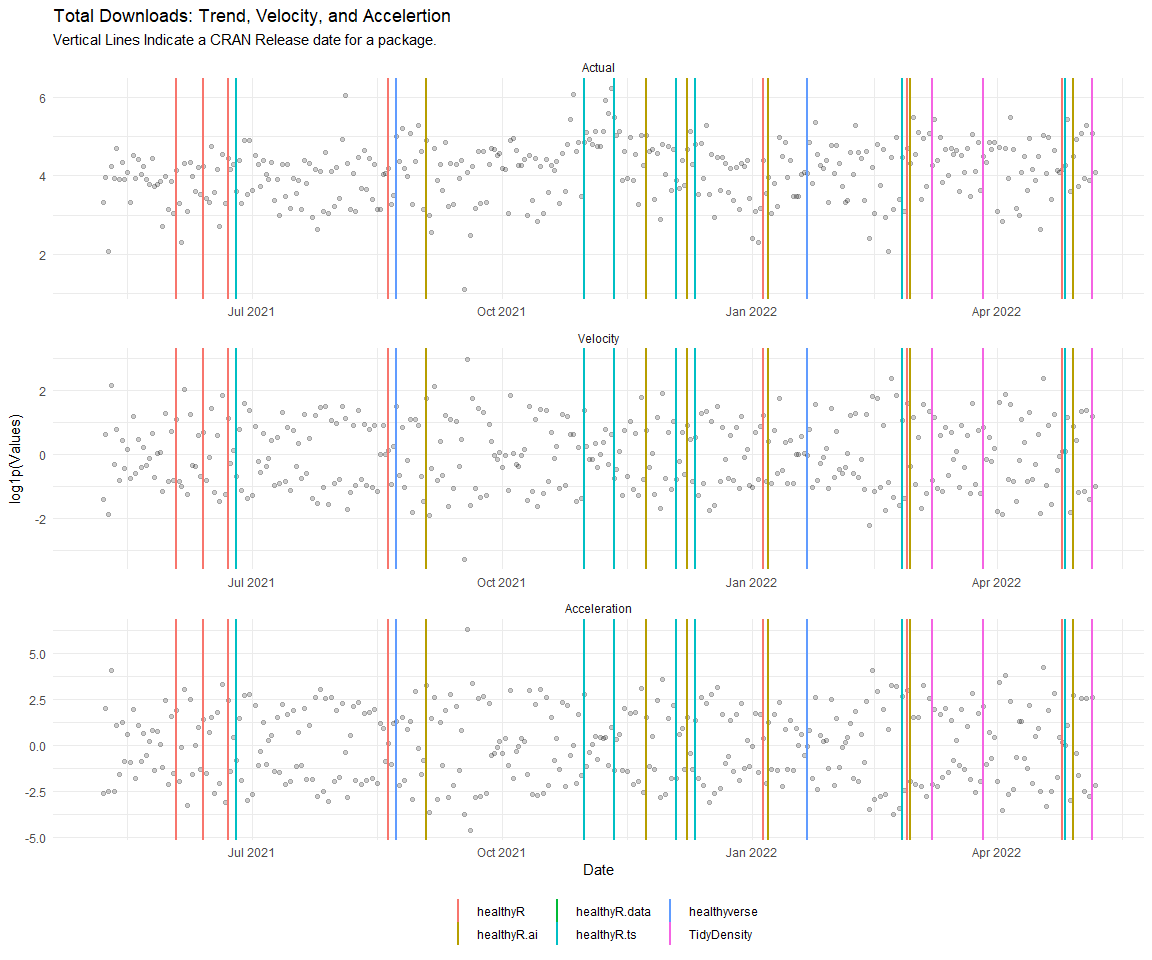 Total Downloads: Trend, Velocity, and Accelertion
Vertical Lines Indicate a CRAN Release date for a package.
Actual
6
4
2
Jul 2021 Oct 2021 Jan 2022 Apr 2022
Velocity
2
0
-2
Jul 2021 Oct 2021 Jan 2022 Apr 2022
log1p(Values)
Acceleration
5.0
2.5
0.0
-2.5
-5.0
Jul 2021 Oct 2021 Jan 2022 Apr 2022
Date
healthyR healthyR.data healthyverse
healthyR.ai healthyR.ts TidyDensity